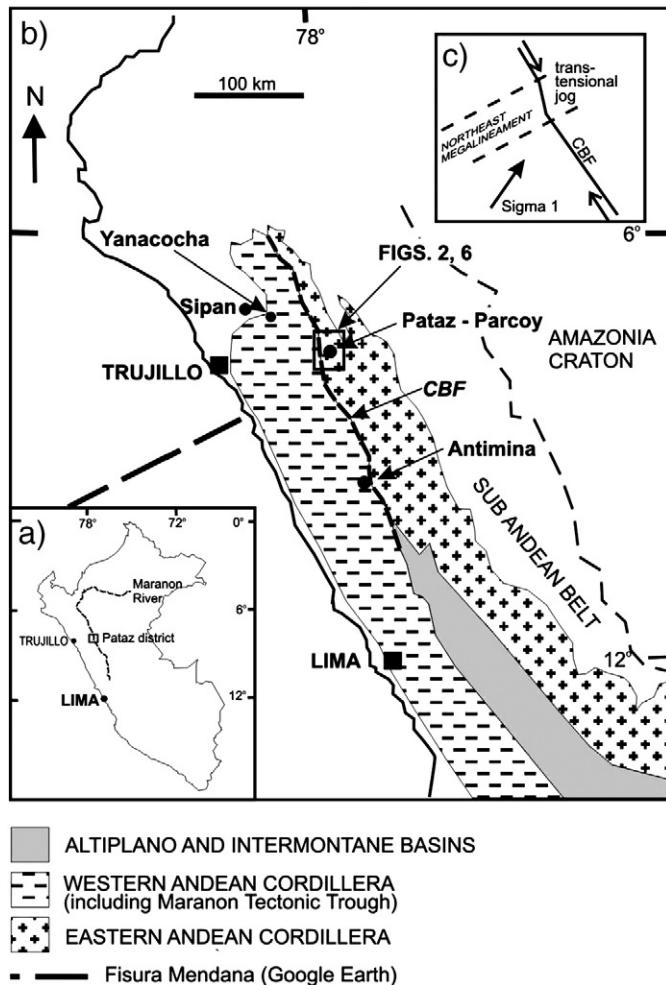 b)
78°
100 km
N
c)
trans-
tensional
jog
NORTHEAST
MEGALINEAMENT
CBF
Sigma 1
6°
Yanacocha
FIGS. 2, 6
Sipan
Pataz - Parcoy
AMAZONIA
CRATON
TRUJILLO
CBF
Antimina
SUB ANDEAN BELT
a)
78°
72°
0°
Maranon
River
6°
TRUJILLO
Pataz district
LIMA
12°
LIMA
12°
ALTIPLANO AND INTERMONTANE BASINS
WESTERN ANDEAN CORDILLERA
(including Maranon Tectonic Trough)
EASTERN ANDEAN CORDILLERA
Fisura Mendana (Google Earth)